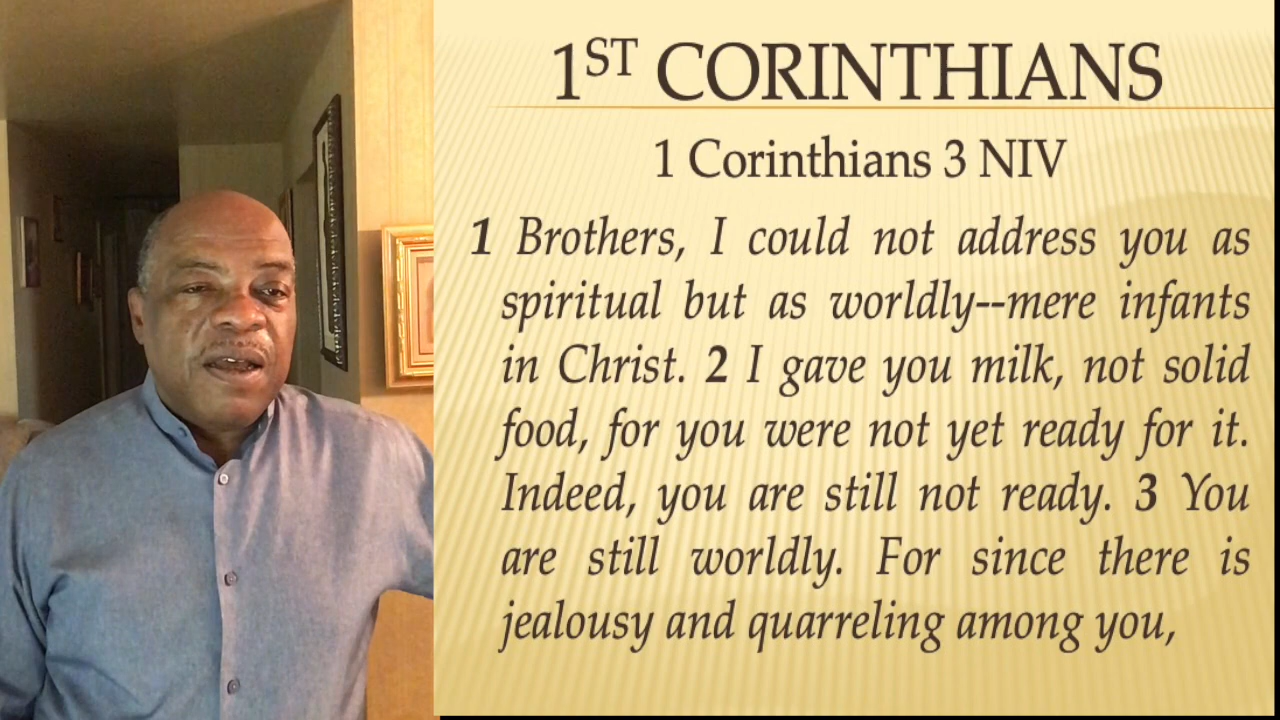 1ST CORINTHIANS
1 Corinthians 3 NIV
1 Brothers, I could not address you as
spiritual but as worldly--mere infants
in Christ. 2 I gave you milk, not solid
food, for you were not yet ready for it.
Indeed, you are still not ready. 3 You
are still worldly. For since there is
jealousy and quarreling among you,